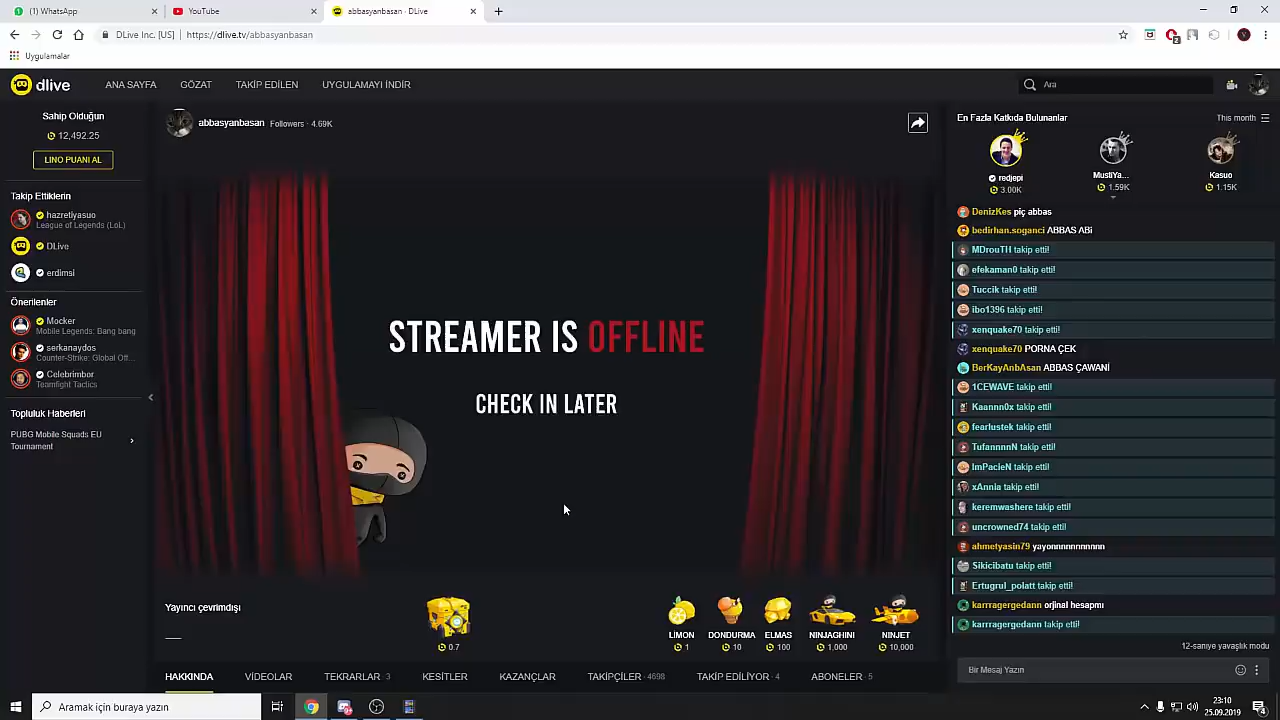 (1) WhatsApp
YouTube
abbasyanbasan · DLive
DLive Inc. [US] | https://dlive.tv/abbasyanbasan
Uygulamalar
dlive
ANA SAYFA
GÖZAT
TAKİP EDİLEN
UYGULAMAYI İNDİR
Ara
Sahip Olduğun
12,492.25
LINO PUANI AL
Takip Ettiklerin
hazretiyasuo
League of Legends (LoL)
DLive
erdimsi
Önerilenler
Mocker
Mobile Legends: Bang bang
serkanaydos
Counter-Strike: Global Off...
Celebrimbor
Teamfight Tactics
Topluluk Haberleri
PUBG Mobile Squads EU
Tournament
abbasyanbasan Followers · 4.69K
STREAMER IS OFFLINE
CHECK IN LATER
Yayıncı çevrimdışı
0.7
LİMON
1
DONDURMA
10
ELMAS
100
NINJAGHINI
1,000
NINJET
10,000
HAKKINDA
VİDEOLAR
TEKRARLAR · 3
KESİTLER
KAZANÇLAR
TAKİPÇİLER · 4698
TAKİP EDİLİYOR · 4
ABONELER · 5
En Fazla Katkıda Bulunanlar
This month
redjepi
3.00K
MustiYa...
1.59K
Kasuo
1.15K
DenizKes piç abbas
bedirhan.soganci ABBAS ABİ
MDrouTH takip etti!
efekaman0 takip etti!
Tuccik takip etti!
ibo1396 takip etti!
xenquake70 takip etti!
xenquake70 PORNA ÇEK
BerKayAnbAsan ABBAS ÇAWANİ
1CEWAVE takip etti!
Kaannn0x takip etti!
fearlustek takip etti!
TufannnnN takip etti!
ImPacieN takip etti!
xAnnia takip etti!
keremwashere takip etti!
uncrowned74 takip etti!
ahmetyasin79 yayonnnnnnnnnn
Sikicibatu takip etti!
Ertugrul_polatt takip etti!
karrragergedann orjinal hesapmı
karrragergedann takip etti!
12-saniye yavaşlık modu
Bir Mesaj Yazın
Aramak için buraya yazın
23:10
25.09.2019